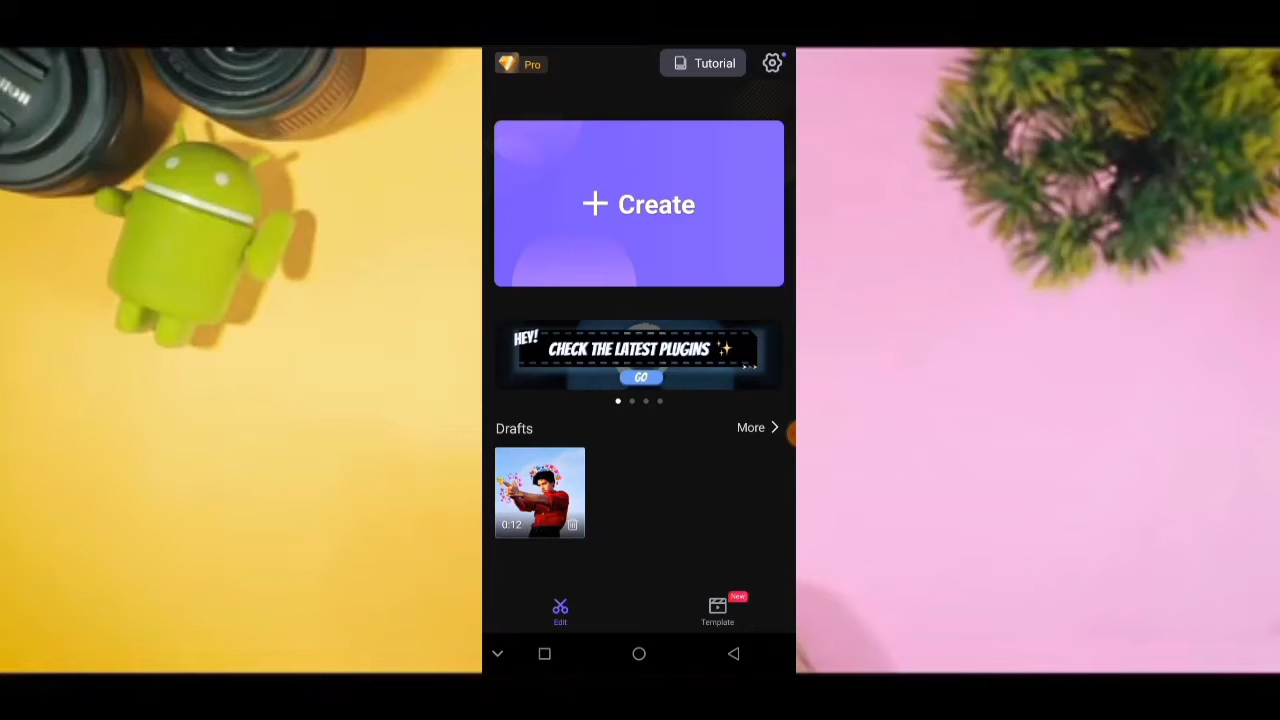 Pro
Tutorial
Create
HEY!
CHECK THE LATEST PLUGINS
GO
Drafts
More
0:12
Edit
New
Template